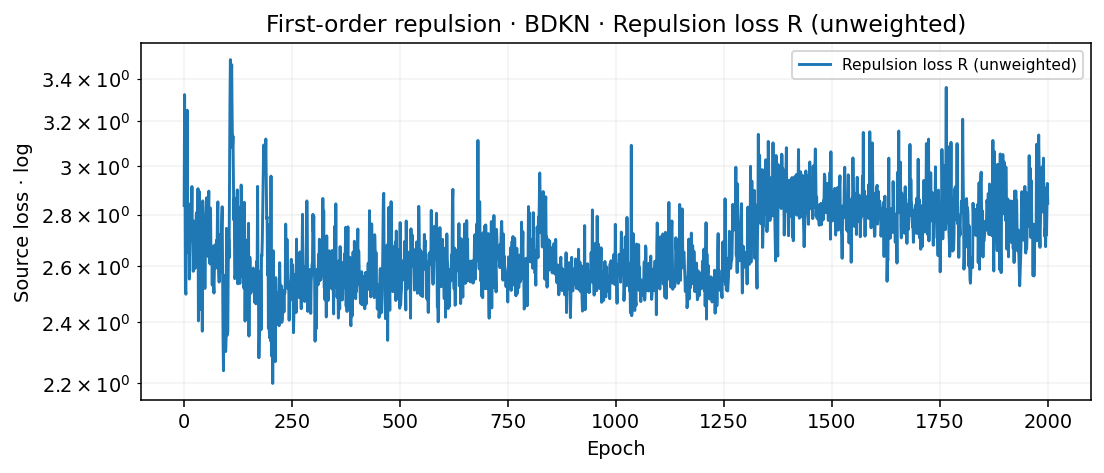 First-order repulsion · BDKN · Repulsion loss R (unweighted)
Repulsion loss R (unweighted)
Source loss · log
3.4 × 10⁰
3.2 × 10⁰
3 × 10⁰
2.8 × 10⁰
2.6 × 10⁰
2.4 × 10⁰
2.2 × 10⁰
0 250 500 750 1000 1250 1500 1750 2000
Epoch